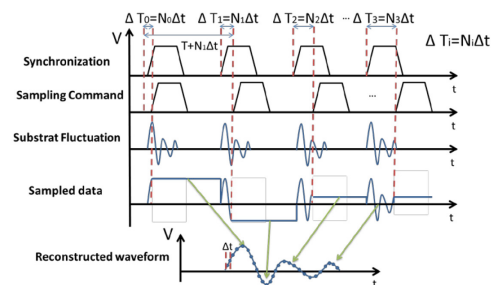 Δ T₀=N₀Δt Δ T₁=N₁Δt Δ T₂=N₂Δt ... Δ T₃=N₃Δt
V T+N₁Δt Δ Tᵢ=NᵢΔt
Synchronization
t
Sampling Command ...
t
Substrat Fluctuation
t
Sampled data
t
V
Δt
Reconstructed waveform
t